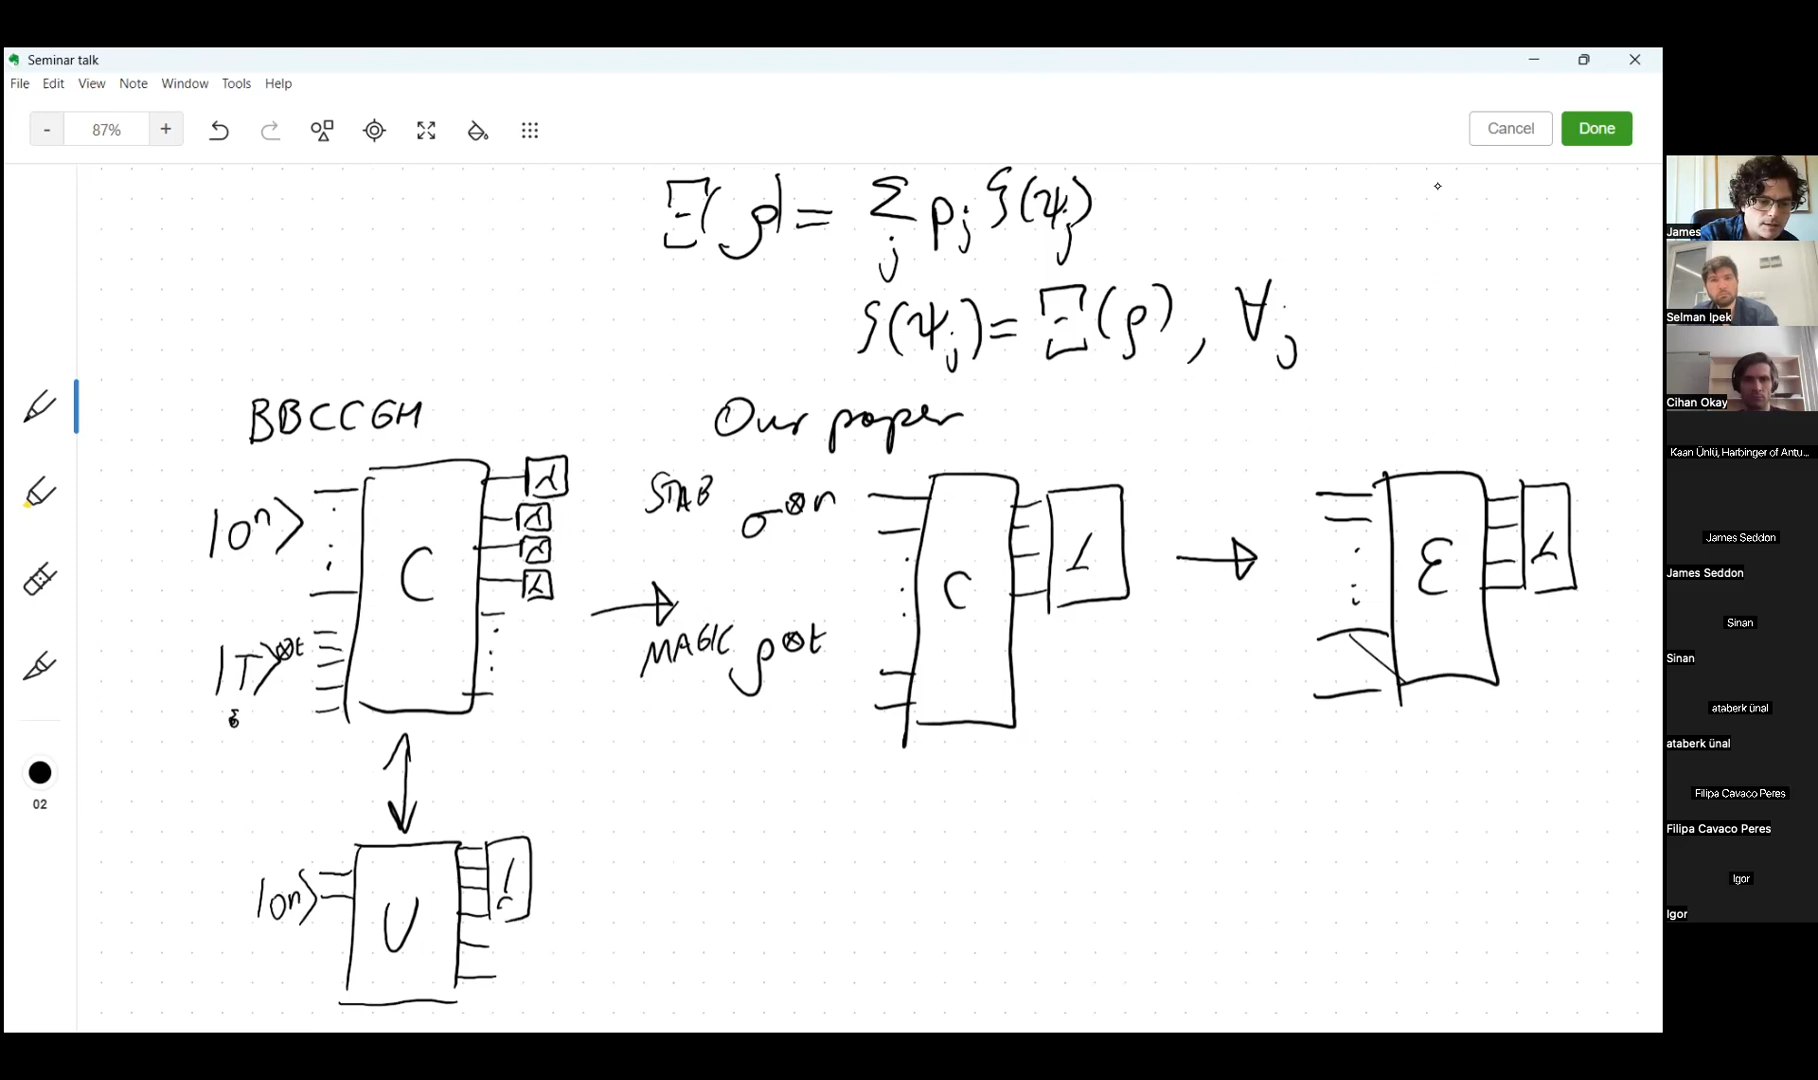 Seminar talk
File Edit View Note Window Tools Help
- 87% + Cancel Done
Ξ(ρ) = Σ_j p_j ξ(ψ_j)
ξ(ψ_j) = Ξ(ρ), ∀j
BBCCGH Our paper
|0^n⟩ C STAB σ^⊗n C Ɛ
|T⟩^⊗t MAGIC ρ^⊗t
|0n⟩ U
02
James
Selman Ipek
Cihan Okay
Kaan Ünlü, Harbinger of Antu...
James Seddon
James Seddon
Sinan
Sinan
ataberk ünal
ataberk ünal
Filipa Cavaco Peres
Filipa Cavaco Peres
Igor
Igor